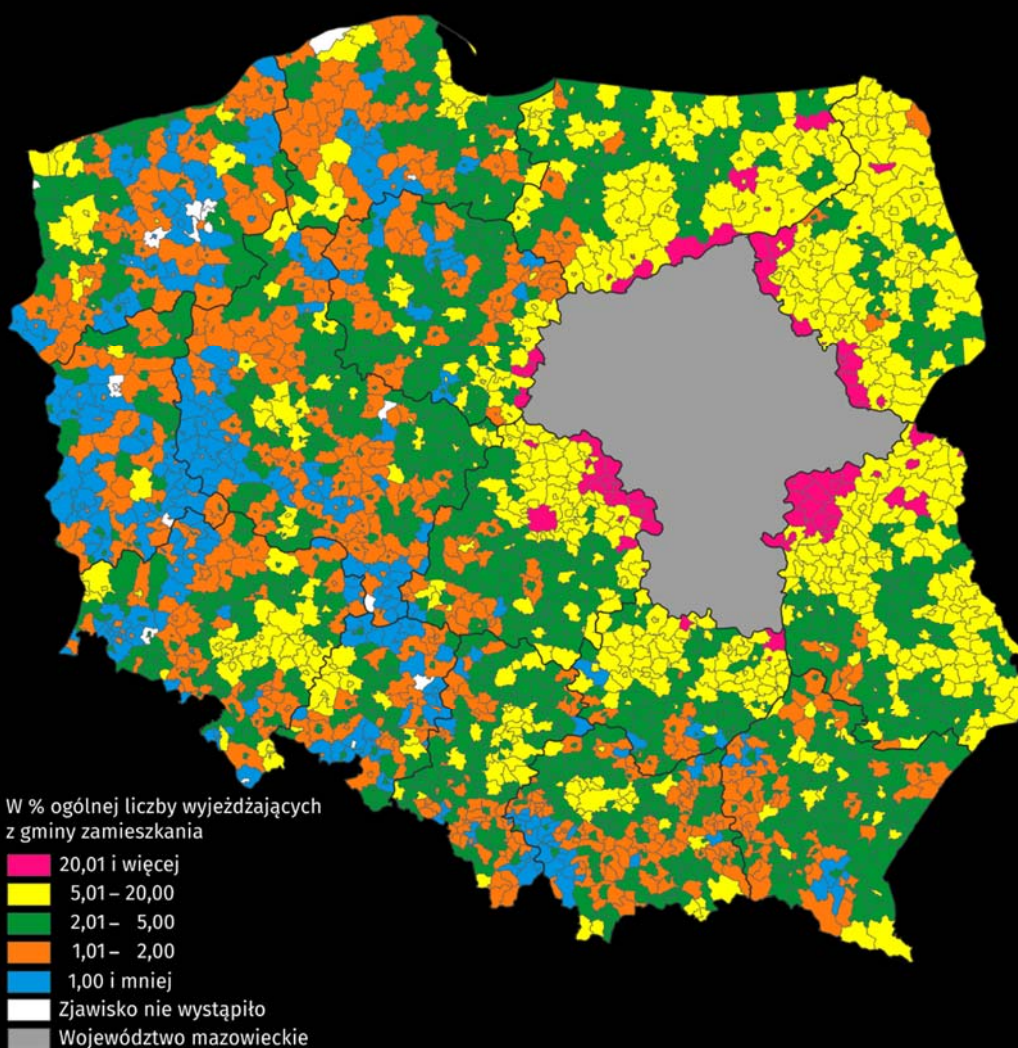 W % ogólnej liczby wyjeżdżających
z gminy zamieszkania
20,01 i więcej
5,01 – 20,00
2,01 – 5,00
1,01 – 2,00
1,00 i mniej
Zjawisko nie wystąpiło
Województwo mazowieckie